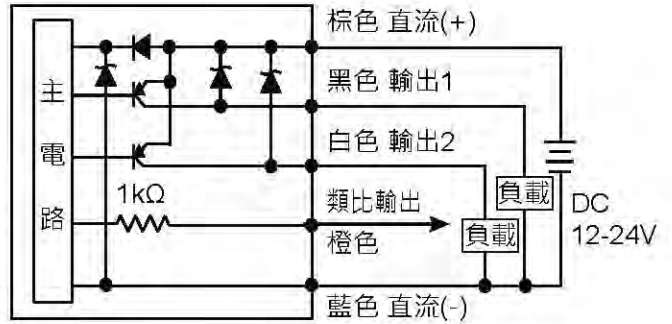 棕色 直流(+)
黑色 輸出1
白色 輸出2
類比輸出
橙色
藍色 直流(-)
主
電
路
1kΩ
負載
負載
DC
12-24V